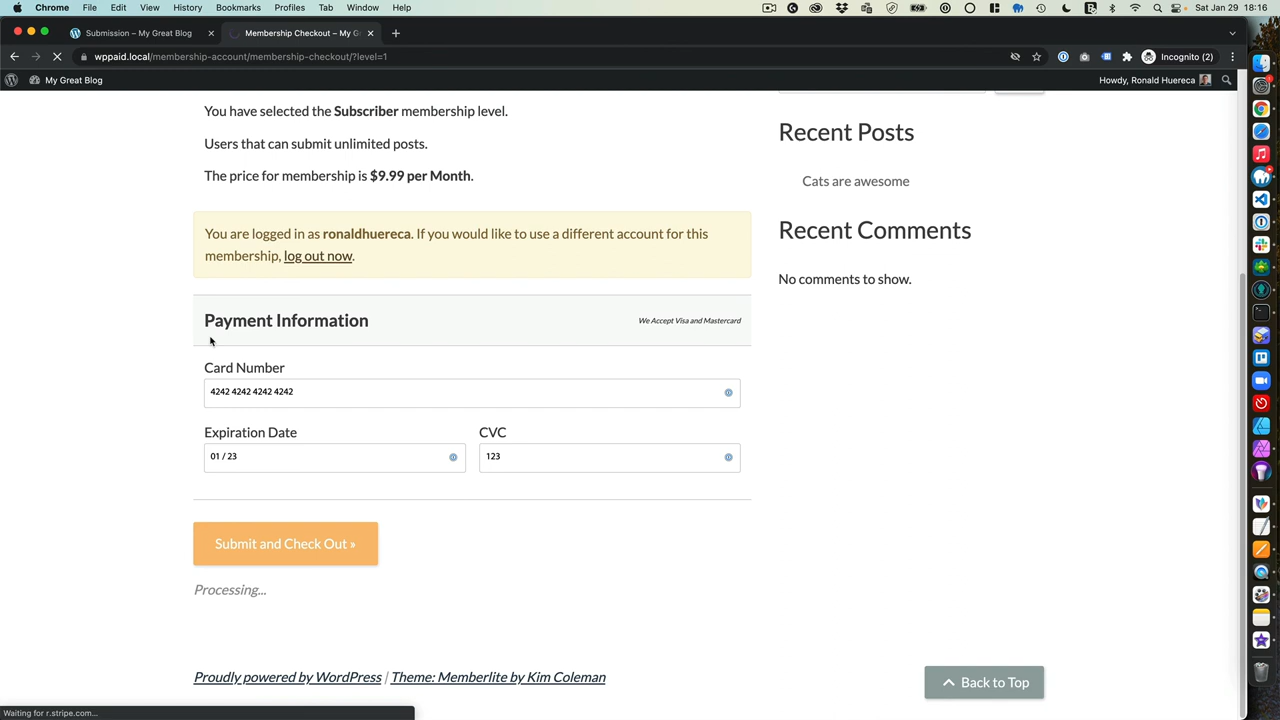 Chrome File Edit View History Bookmarks Profiles Tab Window Help Sat Jan 29 18:16
Submission – My Great Blog Membership Checkout – My G
wppaid.local/membership-account/membership-checkout/?level=1 Incognito (2)
My Great Blog Howdy, Ronald Huereca
You have selected the Subscriber membership level.
Users that can submit unlimited posts.
The price for membership is $9.99 per Month.
You are logged in as ronaldhuereca. If you would like to use a different account for this
membership, log out now.
Payment Information We Accept Visa and Mastercard
Card Number
4242 4242 4242 4242
Expiration Date CVC
01 / 23 123
Submit and Check Out »
Processing...
Recent Posts
Cats are awesome
Recent Comments
No comments to show.
Proudly powered by WordPress / Theme: Memberlite by Kim Coleman
Back to Top
Waiting for r.stripe.com...